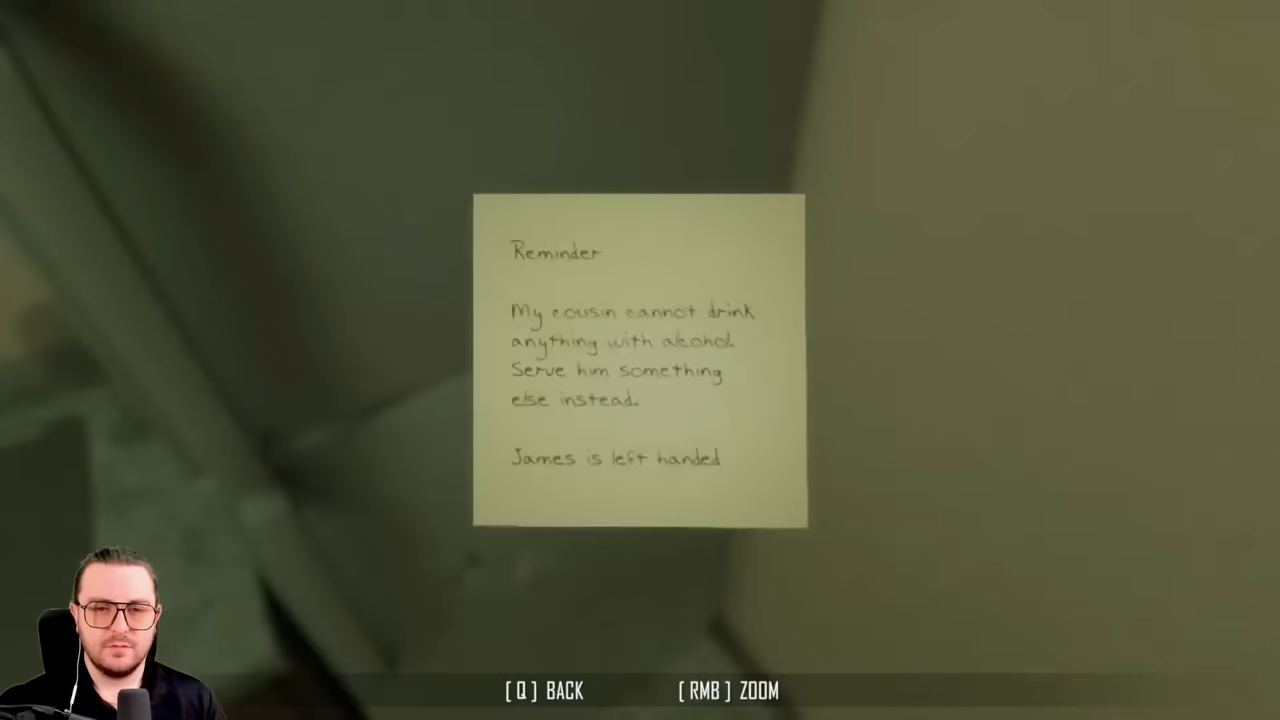 Reminder
My cousin cannot drink
anything with alcohol.
Serve him something
else instead.
James is left handed
[Q] BACK
[RMB] ZOOM